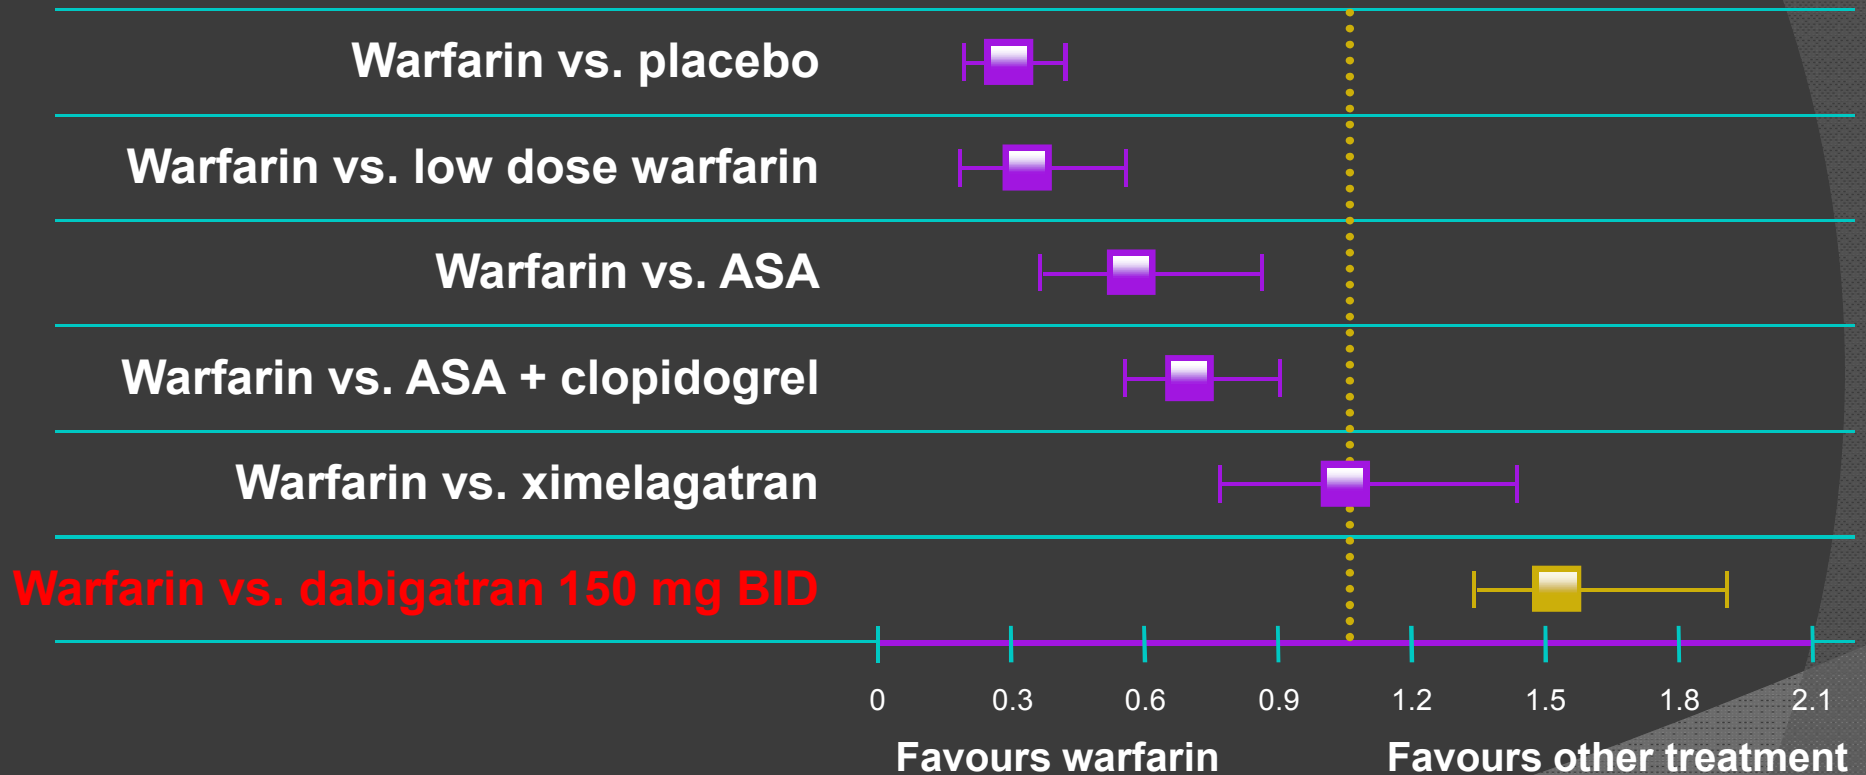 Warfarin vs. placebo
Warfarin vs. low dose warfarin
Warfarin vs. ASA
Warfarin vs. ASA + clopidogrel
Warfarin vs. ximelagatran
Warfarin vs. dabigatran 150 mg BID
0 0.3 0.6 0.9 1.2 1.5 1.8 2.1
Favours warfarin Favours other treatment